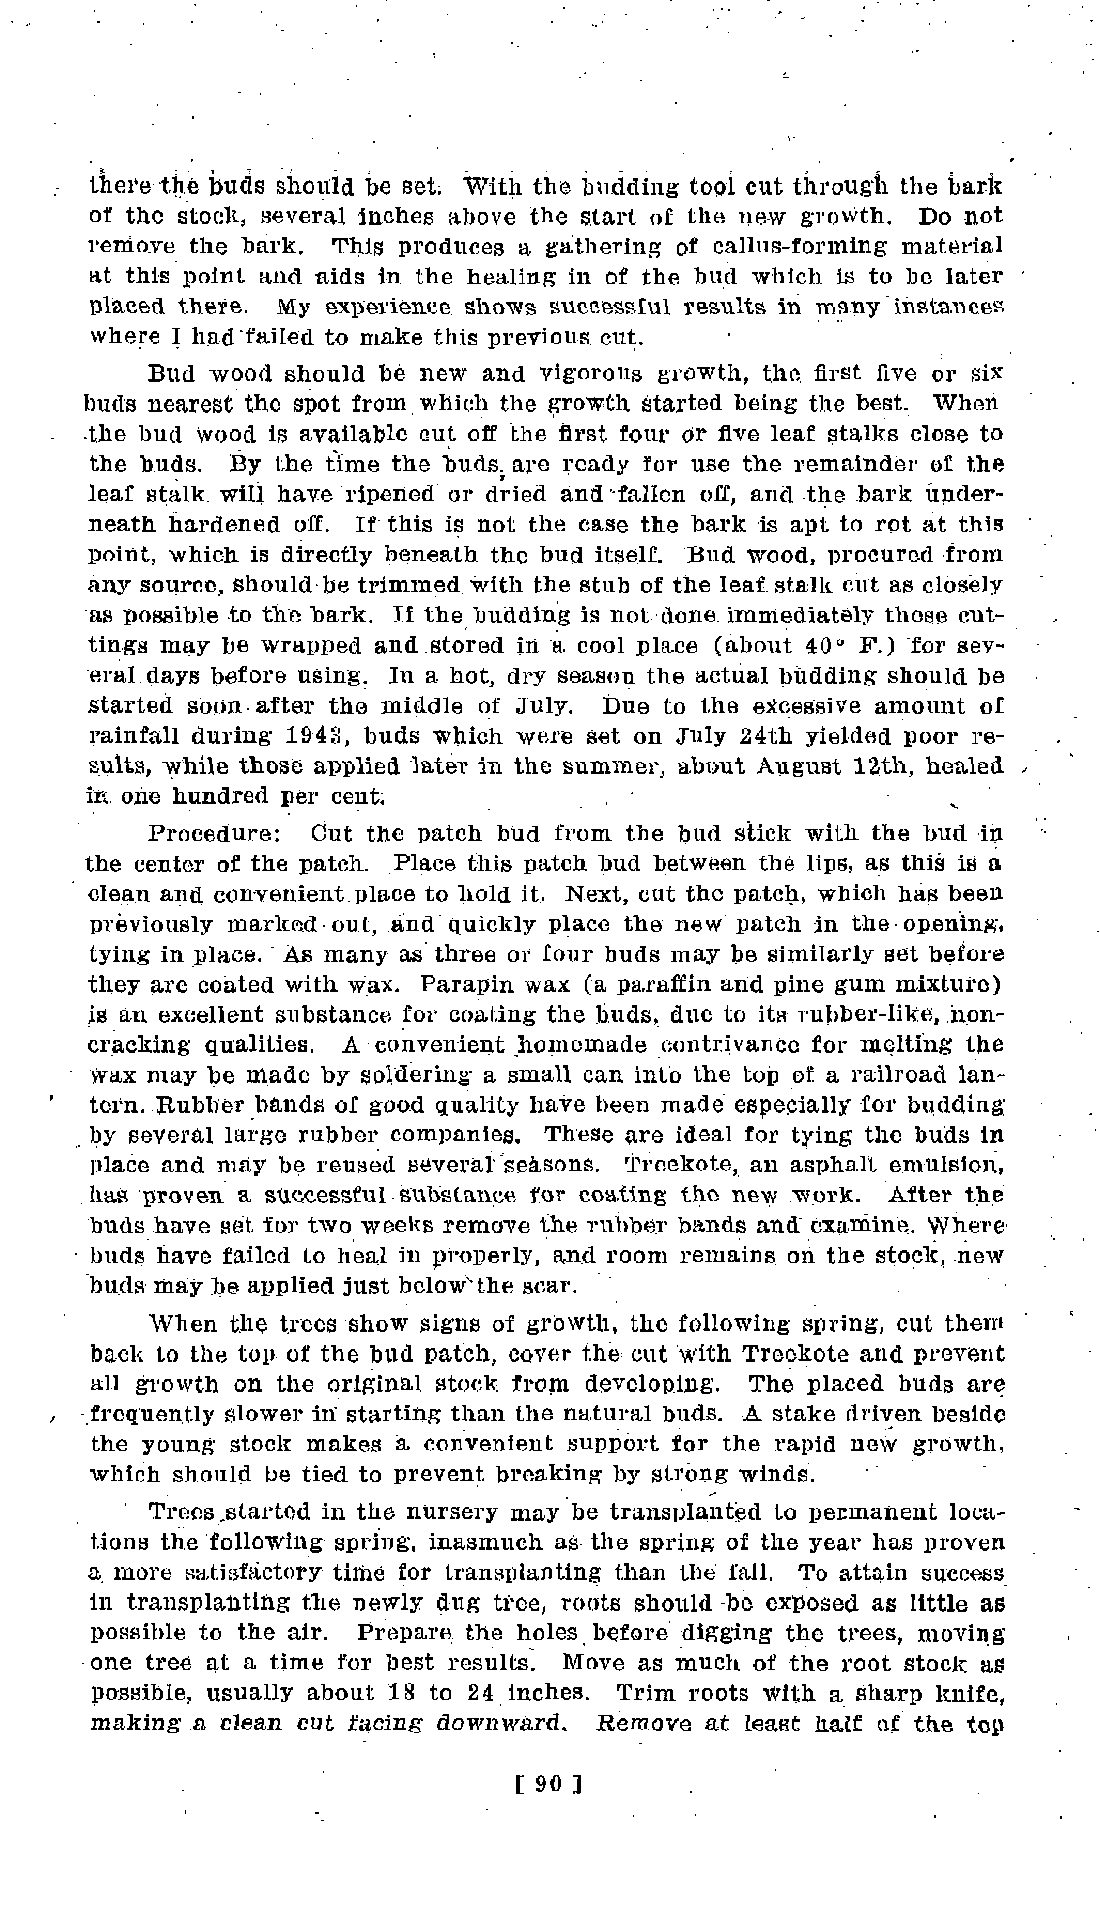 there the buds should be set. With the budding tool cut through the bark
of the stock, several inches above the start of the new growth. Do not
remove the bark. This produces a gathering of callus-forming material
at this point and aids in the healing in of the bud which is to be later
placed there. My experience shows successful results in many instances
where I had failed to make this previous cut.
Bud wood should be new and vigorous growth, the first five or six
buds nearest the spot from which the growth started being the best. When
the bud wood is available cut off the first four or five leaf stalks close to
the buds. By the time the buds are ready for use the remainder of the
leaf stalk will have ripened or dried and fallen off, and the bark under-
neath hardened off. If this is not the case the bark is apt to rot at this
point, which is directly beneath the bud itself. Bud wood, procured from
any source, should be trimmed with the stub of the leaf stalk cut as closely
as possible to the bark. If the budding is not done immediately those cut-
tings may be wrapped and stored in a cool place (about 40° F.) for sev-
eral days before using. In a hot, dry season the actual budding should be
started soon after the middle of July. Due to the excessive amount of
rainfall during 1943, buds which were set on July 24th yielded poor re-
sults, while those applied later in the summer, about August 12th, healed
in one hundred per cent.
Procedure: Cut the patch bud from the bud stick with the bud in
the center of the patch. Place this patch bud between the lips, as this is a
clean and convenient place to hold it. Next, cut the patch, which has been
previously marked out, and quickly place the new patch in the opening,
tying in place. As many as three or four buds may be similarly set before
they are coated with wax. Parapin wax (a paraffin and pine gum mixture)
is an excellent substance for coating the buds, due to its rubber-like, non-
cracking qualities. A convenient homemade contrivance for melting the
wax may be made by soldering a small can into the top of a railroad lan-
tern. Rubber bands of good quality have been made especially for budding
by several large rubber companies. These are ideal for tying the buds in
place and may be reused several seasons. Treekote, an asphalt emulsion,
has proven a successful substance for coating the new work. After the
buds have set for two weeks remove the rubber bands and examine. Where
buds have failed to heal in properly, and room remains on the stock, new
buds may be applied just below the scar.
When the trees show signs of growth, the following spring, cut them
back to the top of the bud patch, cover the cut with Treekote and prevent
all growth on the original stock from developing. The placed buds are
frequently slower in starting than the natural buds. A stake driven beside
the young stock makes a convenient support for the rapid new growth,
which should be tied to prevent breaking by strong winds.
Trees started in the nursery may be transplanted to permanent loca-
tions the following spring, inasmuch as the spring of the year has proven
a more satisfactory time for transplanting than the fall. To attain success
in transplanting the newly dug tree, roots should be exposed as little as
possible to the air. Prepare the holes before digging the trees, moving
one tree at a time for best results. Move as much of the root stock as
possible, usually about 18 to 24 inches. Trim roots with a sharp knife,
making a clean cut facing downward. Remove at least half of the top
[ 90 ]